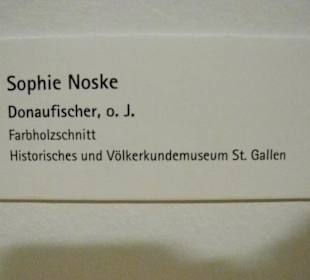 Sophie Noske
Donaufischer, o. J.
Farbholzschnitt
Historisches und Völkerkundemuseum St. Gallen